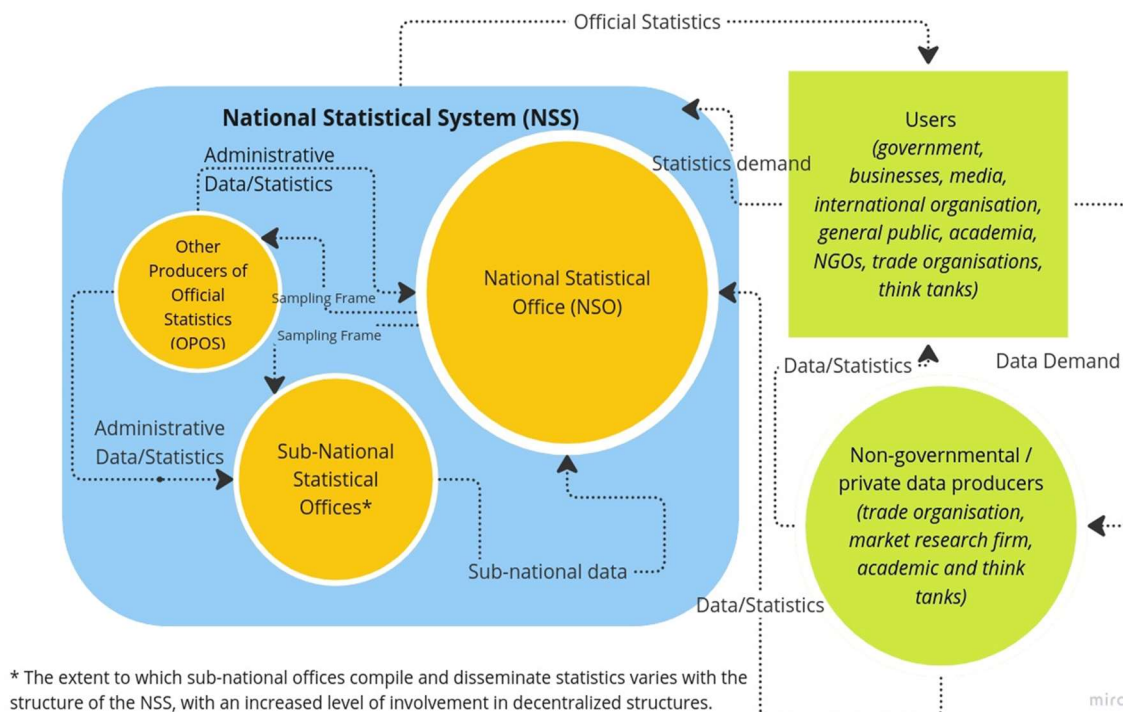 Official Statistics
National Statistical System (NSS)
Administrative
Data/Statistics
Statistics demand
Users
(government,
businesses, media,
international organisation,
general public, academia,
NGOs, trade organisations,
think tanks)
Other
Producers of
Official
Statistics
(OPOS)
Sampling Frame
Sampling Frame
National Statistical
Office (NSO)
Data/Statistics
Data Demand
Administrative
Data/Statistics
Sub-National
Statistical
Offices*
Non-governmental /
private data producers
(trade organisation,
market research firm,
academic and think
tanks)
Sub-national data
Data/Statistics
* The extent to which sub-national offices compile and disseminate statistics varies with the
structure of the NSS, with an increased level of involvement in decentralized structures.